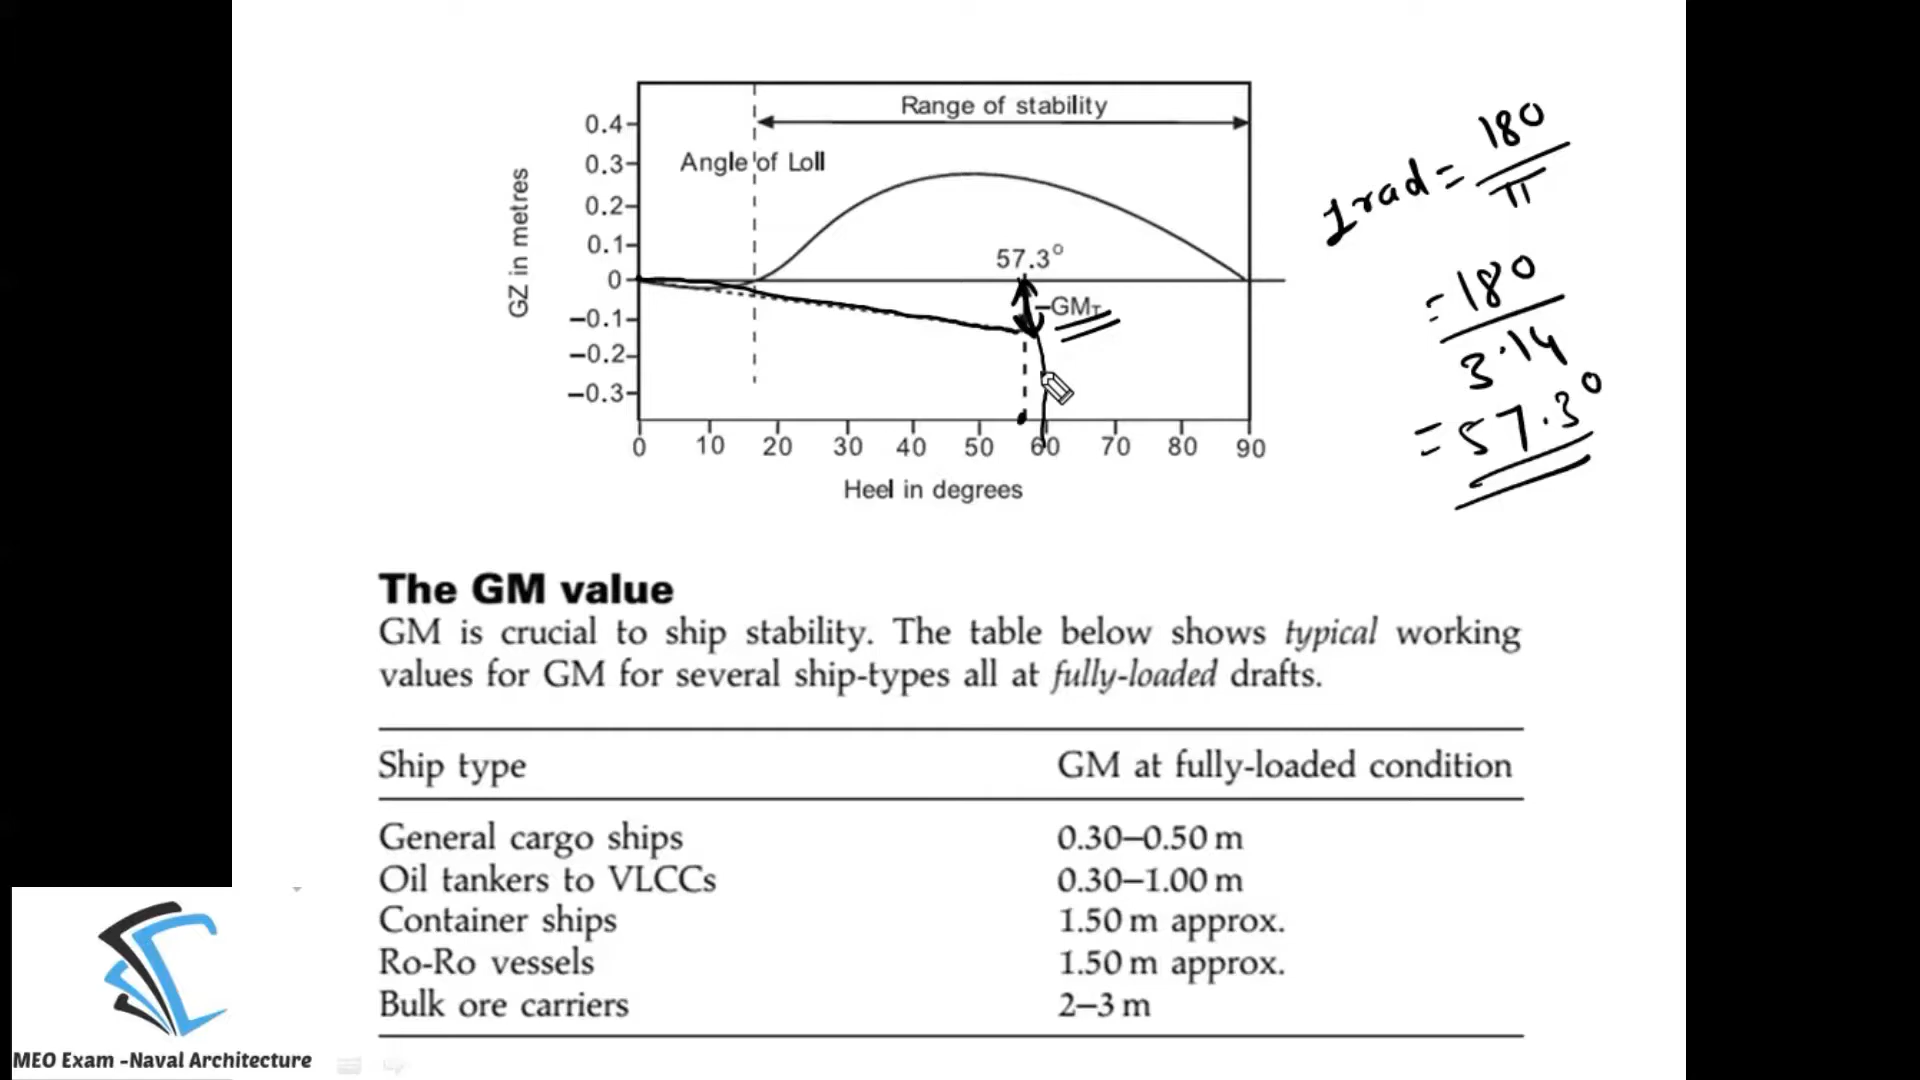 Range of stability
0.4
Angle of Loll
0.3
0.2
0.1
0
−0.1
−0.2
−0.3
GZ in metres
57.3°
−GMT
0 10 20 30 40 50 60 70 80 90
Heel in degrees
1 rad = 180
π
= 180
3.14
= 57.3°
The GM value
GM is crucial to ship stability. The table below shows typical working
values for GM for several ship-types all at fully-loaded drafts.
Ship type GM at fully-loaded condition
General cargo ships 0.30–0.50 m
Oil tankers to VLCCs 0.30–1.00 m
Container ships 1.50 m approx.
Ro-Ro vessels 1.50 m approx.
Bulk ore carriers 2–3 m
MEO Exam -Naval Architecture